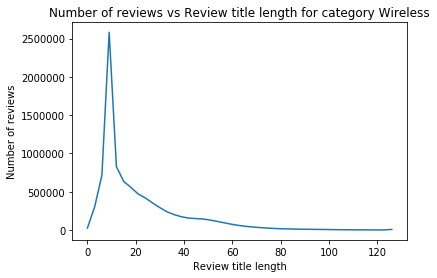 Number of reviews vs Review title length for category Wireless
Number of reviews
2500000
2000000
1500000
1000000
500000
0
0 20 40 60 80 100 120
Review title length